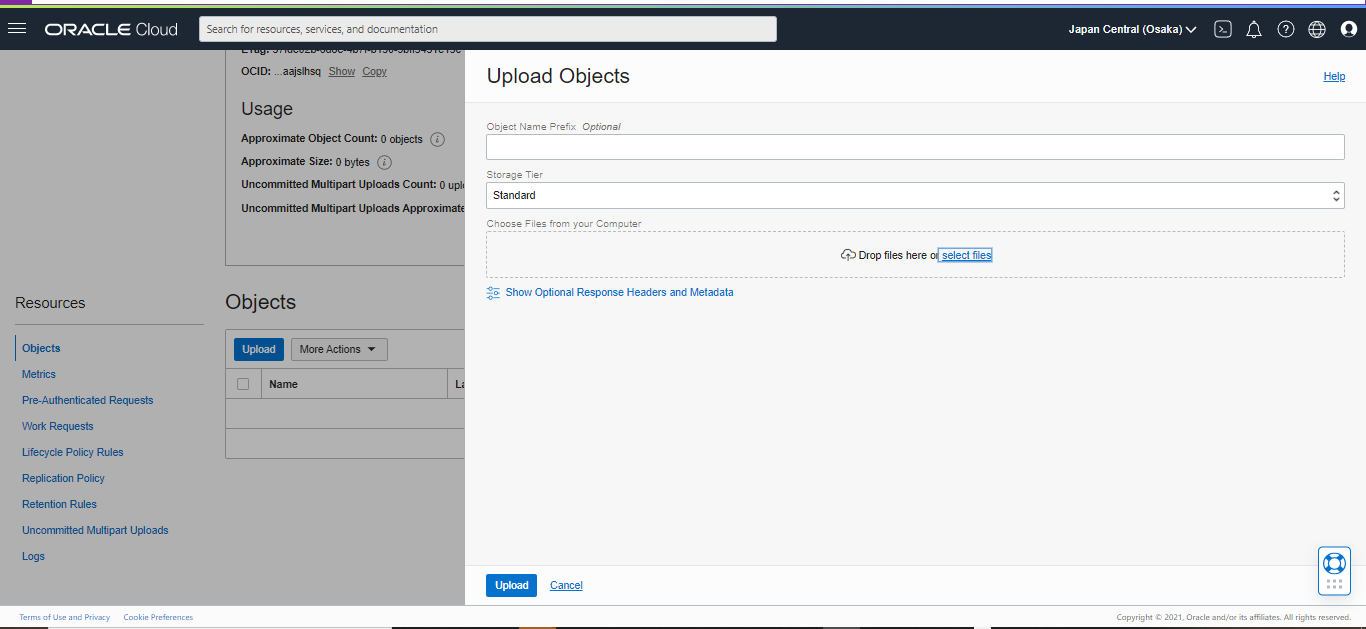 ORACLE Cloud
Search for resources, services, and documentation
Japan Central (Osaka)
OCID: ...aajslhsq Show Copy
Usage
Approximate Object Count: 0 objects
Approximate Size: 0 bytes
Uncommitted Multipart Uploads Count: 0 uplo
Uncommitted Multipart Uploads Approximate
Resources
Objects
Metrics
Pre-Authenticated Requests
Work Requests
Lifecycle Policy Rules
Replication Policy
Retention Rules
Uncommitted Multipart Uploads
Logs
Objects
Upload More Actions
Name La
Upload Objects
Help
Object Name Prefix Optional
Storage Tier
Standard
Choose Files from your Computer
Drop files here or select files
Show Optional Response Headers and Metadata
Upload Cancel
Terms of Use and Privacy Cookie Preferences
Copyright © 2021, Oracle and/or its affiliates. All rights reserved.